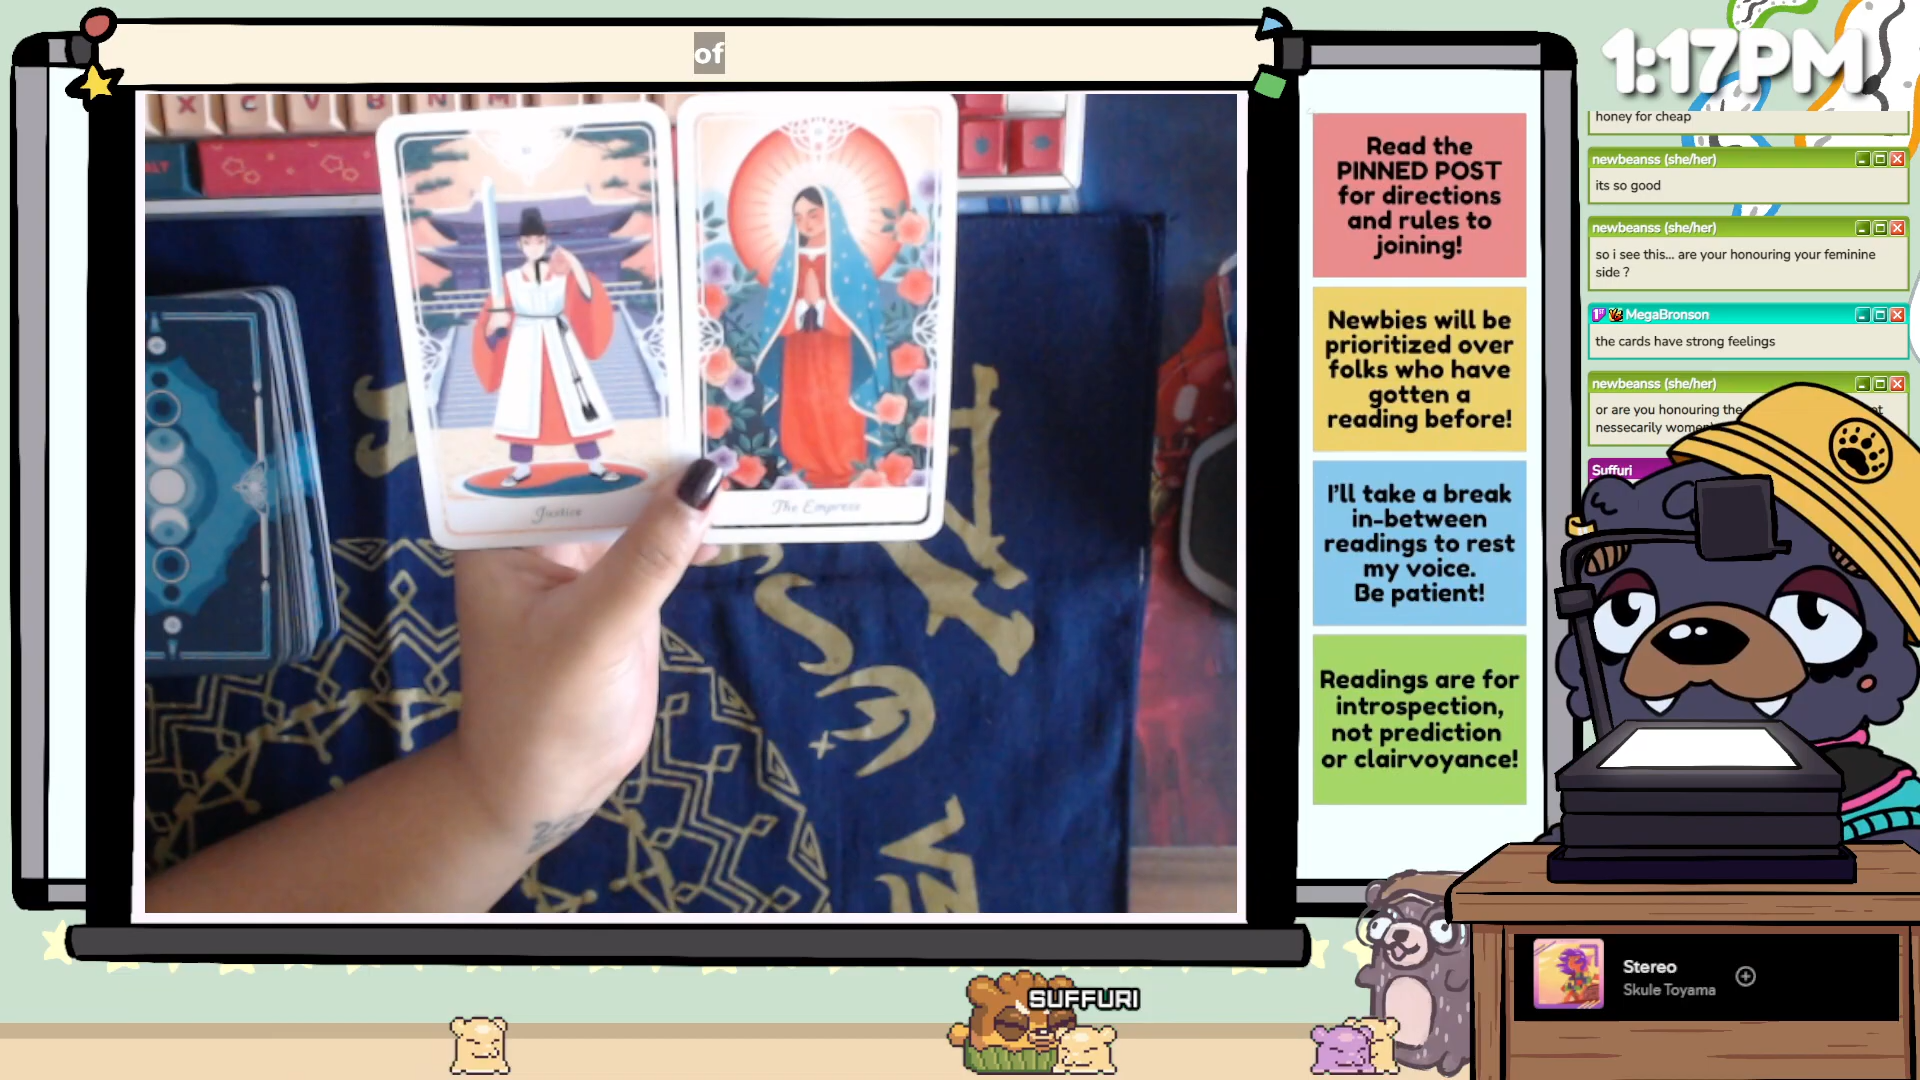 of
1:17PM
X C V B N M
ALT
Justice
The Empress
Read the
PINNED POST
for directions
and rules to
joining!
Newbies will be
prioritized over
folks who have
gotten a
reading before!
I'll take a break
in-between
readings to rest
my voice.
Be patient!
Readings are for
introspection,
not prediction
or clairvoyance!
honey for cheap
newbeanss (she/her)
its so good
newbeanss (she/her)
so i see this... are your honouring your feminine
side ?
MegaBronson
the cards have strong feelings
newbeanss (she/her)
or are you honouring the
nessecarily women
Suffuri
SUFFURI
Stereo
Skule Toyama